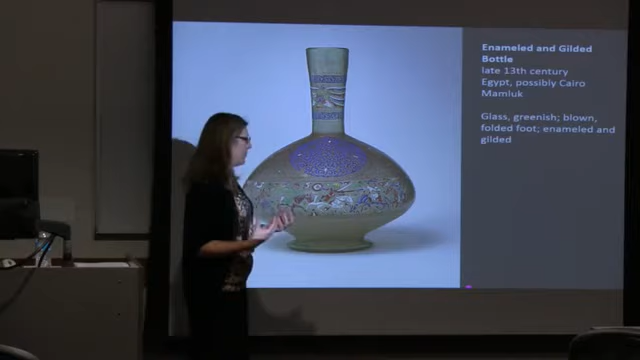 Enameled and Gilded
Bottle
late 13th century
Egypt, possibly Cairo
Mamluk
Glass, greenish; blown,
folded foot; enameled and
gilded